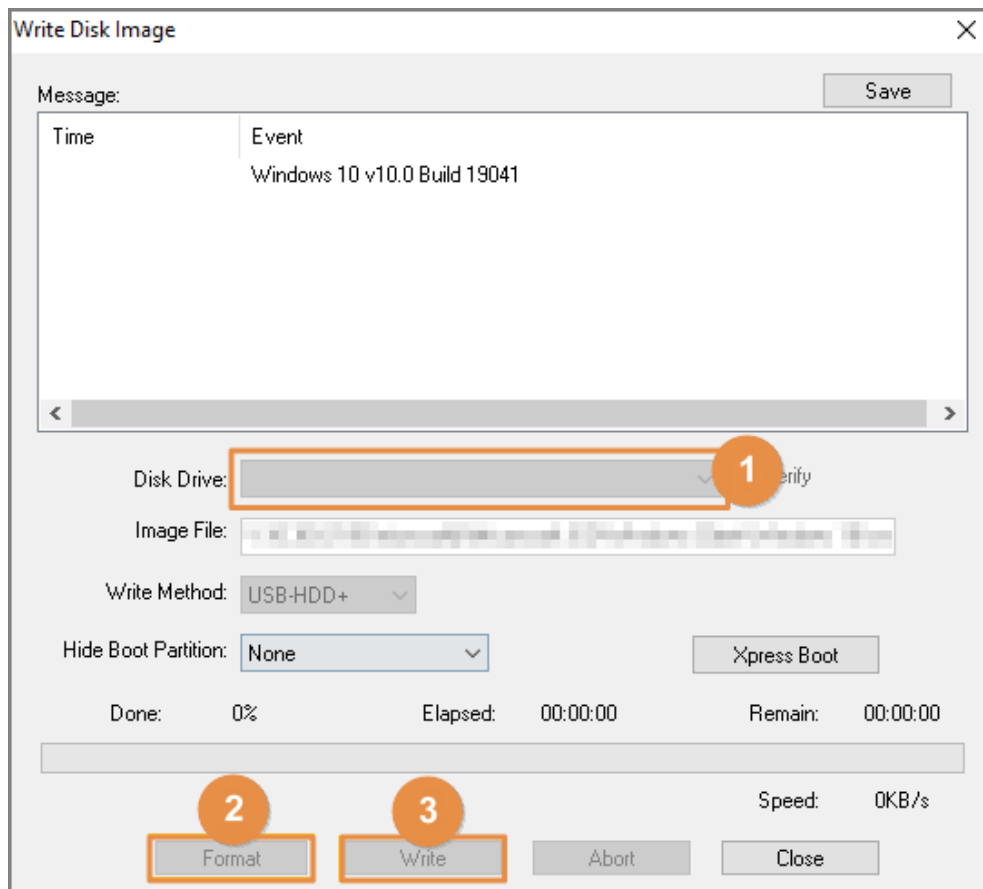 Write Disk Image
Message:
Save
Time Event
Windows 10 v10.0 Build 19041
Disk Drive: 1
Image File:
Write Method: USB-HDD+
Hide Boot Partition: None Xpress Boot
Done: 0% Elapsed: 00:00:00 Remain: 00:00:00
2 3 Speed: 0KB/s
Format Write Abort Close